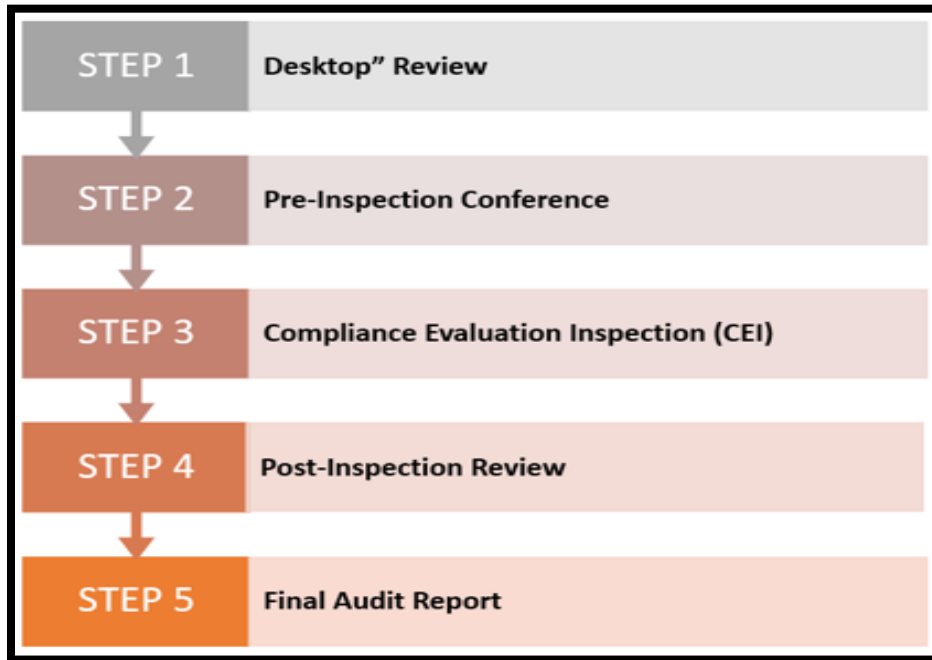 STEP 1 Desktop” Review
STEP 2 Pre-Inspection Conference
STEP 3 Compliance Evaluation Inspection (CEI)
STEP 4 Post-Inspection Review
STEP 5 Final Audit Report